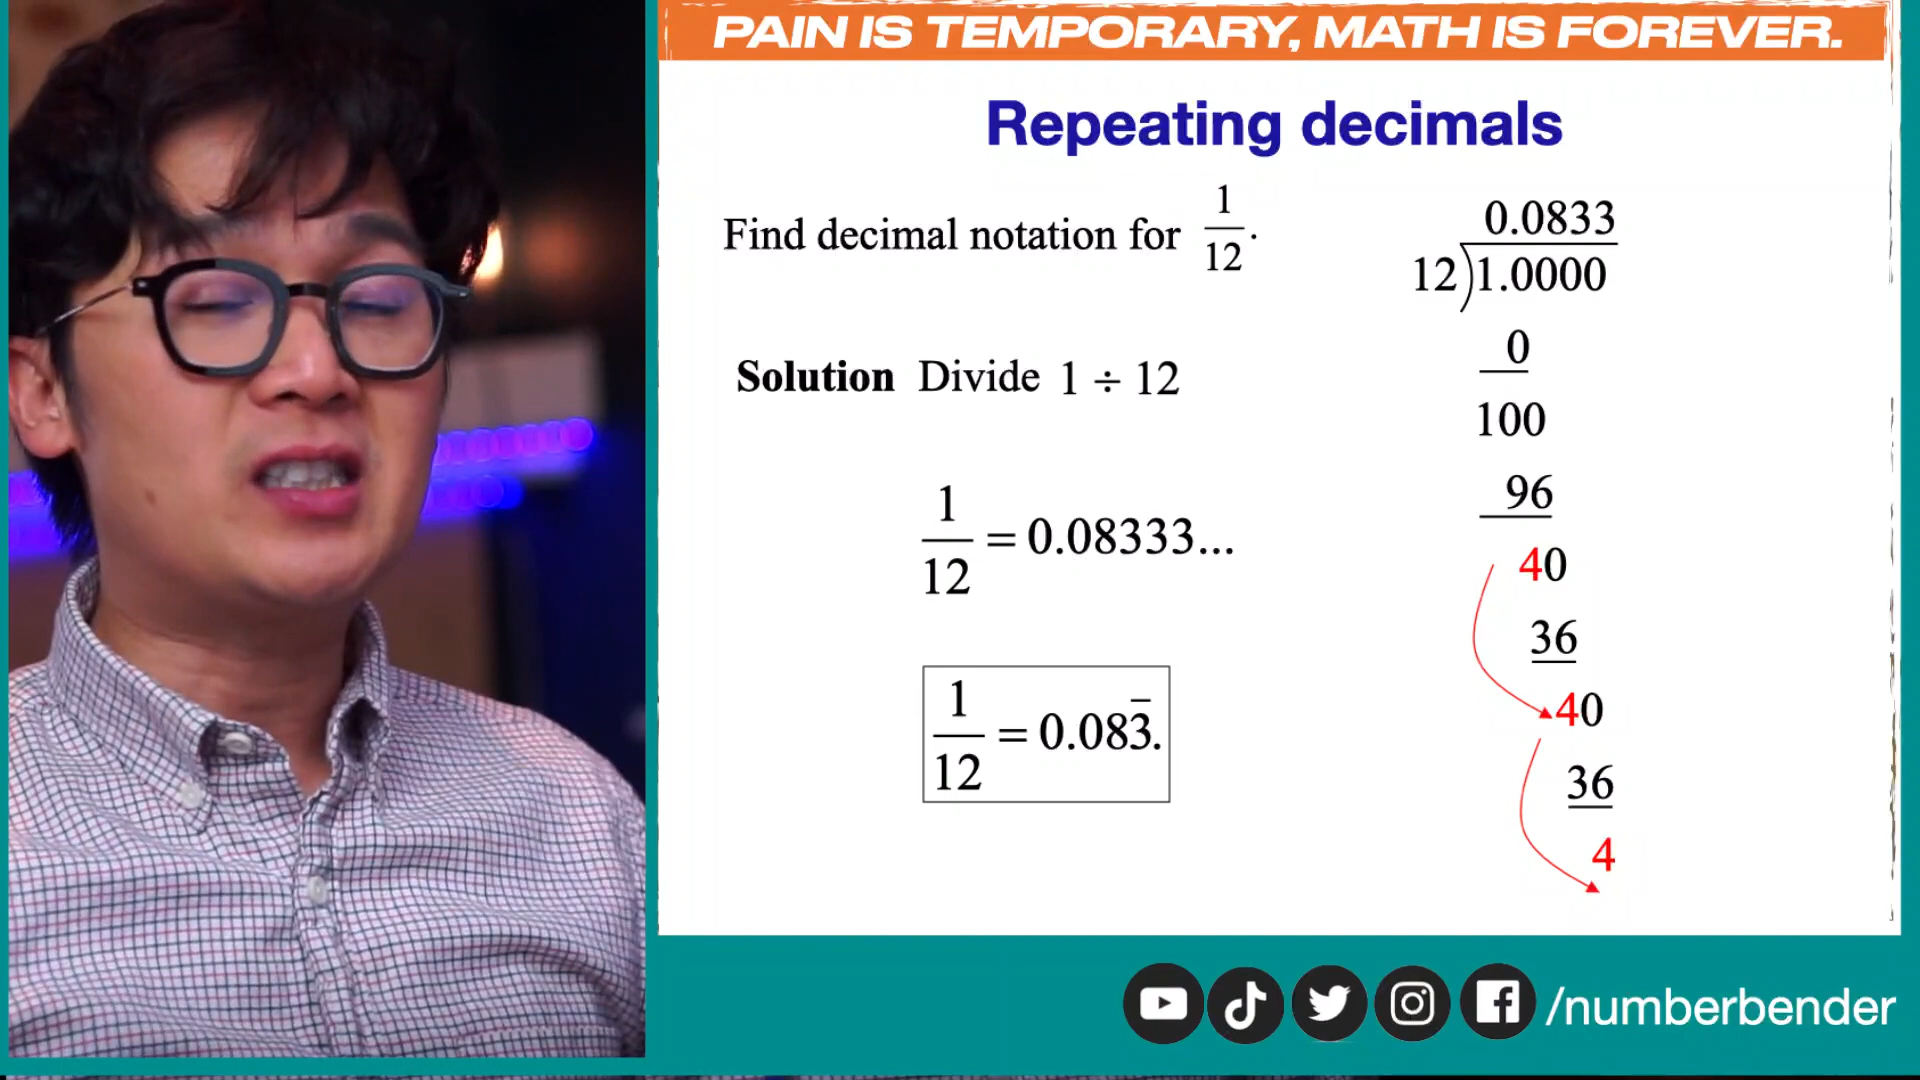 PAIN IS TEMPORARY, MATH IS FOREVER.
Repeating decimals
Find decimal notation for 1/12.
Solution Divide 1 ÷ 12
1/12 = 0.08333...
1/12 = 0.083̅.
0.0833
12)1.0000
0
100
96
40
36
40
36
4
/numberbender